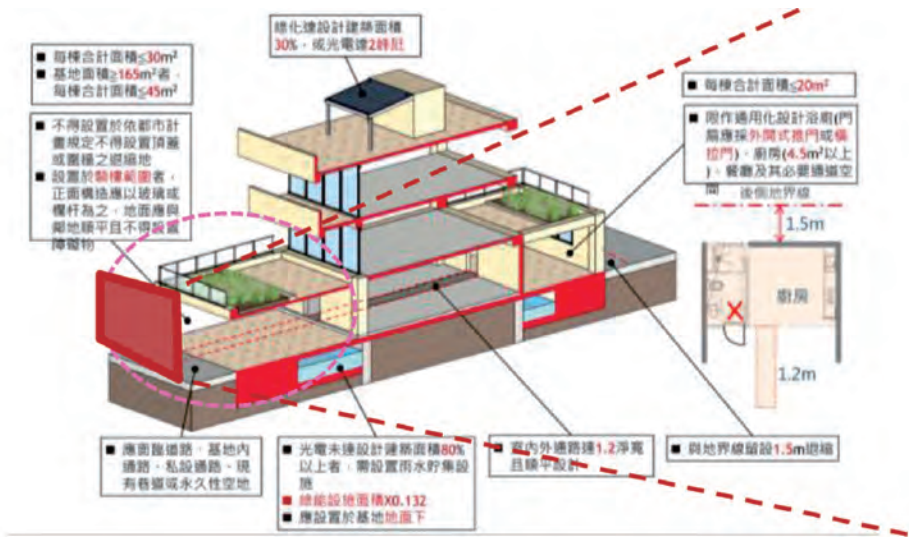 綠化達設計建築面積
30%，或光電達2峰瓩
■ 每棟合計面積≦30m²
■ 基地面積≧165m²者，
每棟合計面積≦45m²
■ 不得設置於依都市計
畫規定不得設置頂蓋
或圍牆之退縮地
■ 設置於騎樓範圍者，
正面構造應以玻璃或
欄杆為之，地面應與
鄰地順平且不得設置
障礙物
■ 每棟合計面積≦20m²
■ 限作通用化設計浴廁(門
扇應採外開式推門或橫
拉門)、廚房(4.5m²以上
)、餐廳及其必要通道空
間
後側地界線
1.5m
廚房
1.2m
■ 應面臨道路、基地內
通路、私設通路、現
有巷道或永久性空地
■ 光電未達設計建築面積80%
以上者，需設置雨水貯集設
施
■ 綠能設施面積X0.132
■ 應設置於基地地面下
■ 室內外通路達1.2淨寬
且順平設計
■ 與地界線留設1.5m退縮